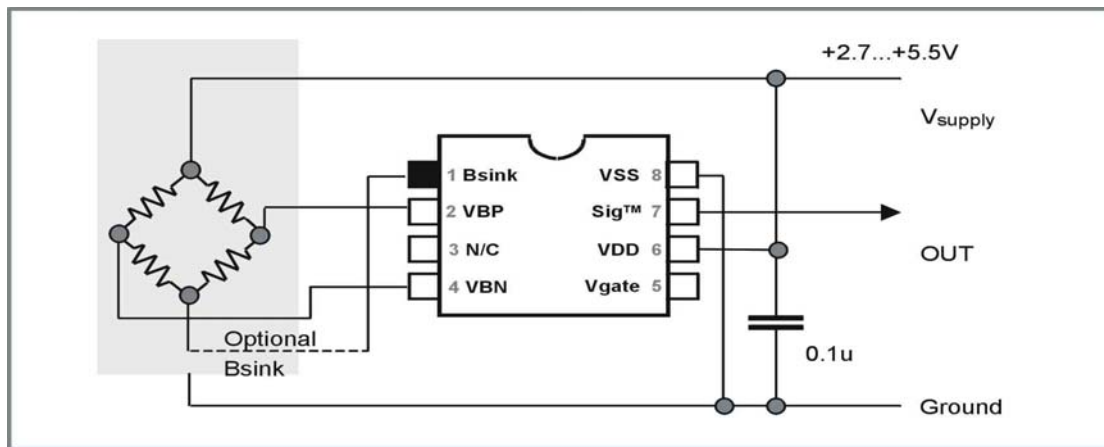 +2.7...+5.5V
Vsupply
1 Bsink
VSS 8
2 VBP
Sig™ 7
3 N/C
VDD 6
OUT
4 VBN
Vgate 5
Optional
Bsink
0.1u
Ground